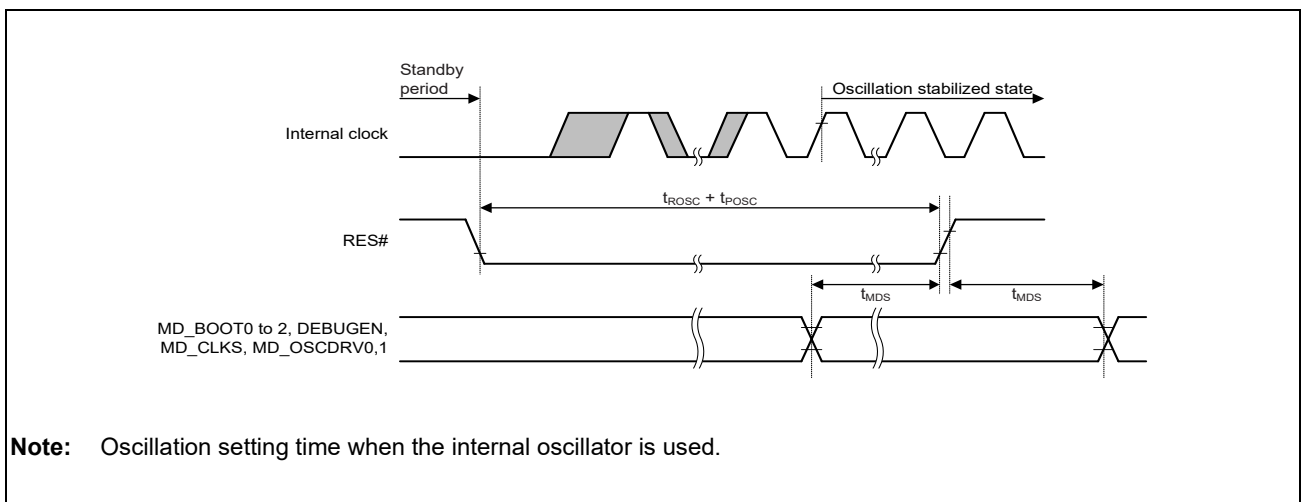 Standby
period
Oscillation stabilized state
Internal clock
tROSC + tPOSC
RES#
tMDS
tMDS
MD_BOOT0 to 2, DEBUGEN,
MD_CLKS, MD_OSCDRV0,1
Note: Oscillation setting time when the internal oscillator is used.